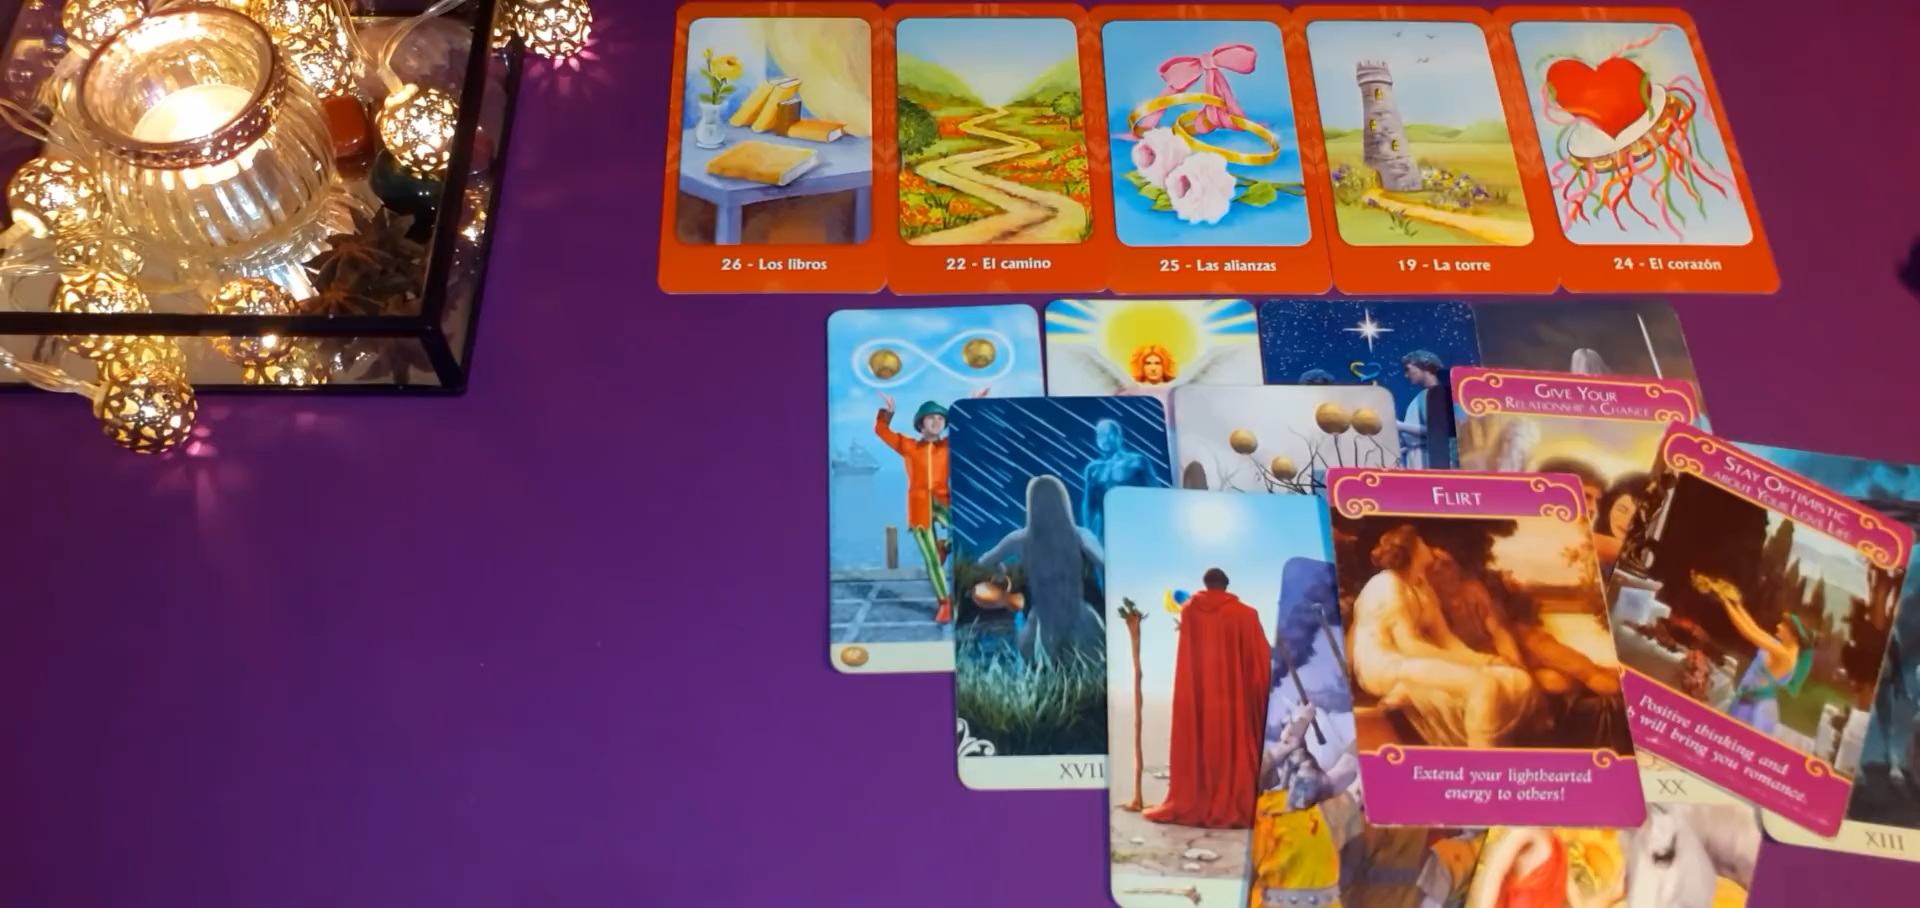 26 - Los libros
22 - El camino
25 - Las alianzas
19 - La torre
24 - El corazón
GIVE YOUR
RELATIONSHIP A CHANCE
STAY OPTIMISTIC
ABOUT YOUR LOVE LIFE
FLIRT
Positive thinking and
will bring you romance.
Extend your lighthearted
energy to others!
XVII
XX
XIII